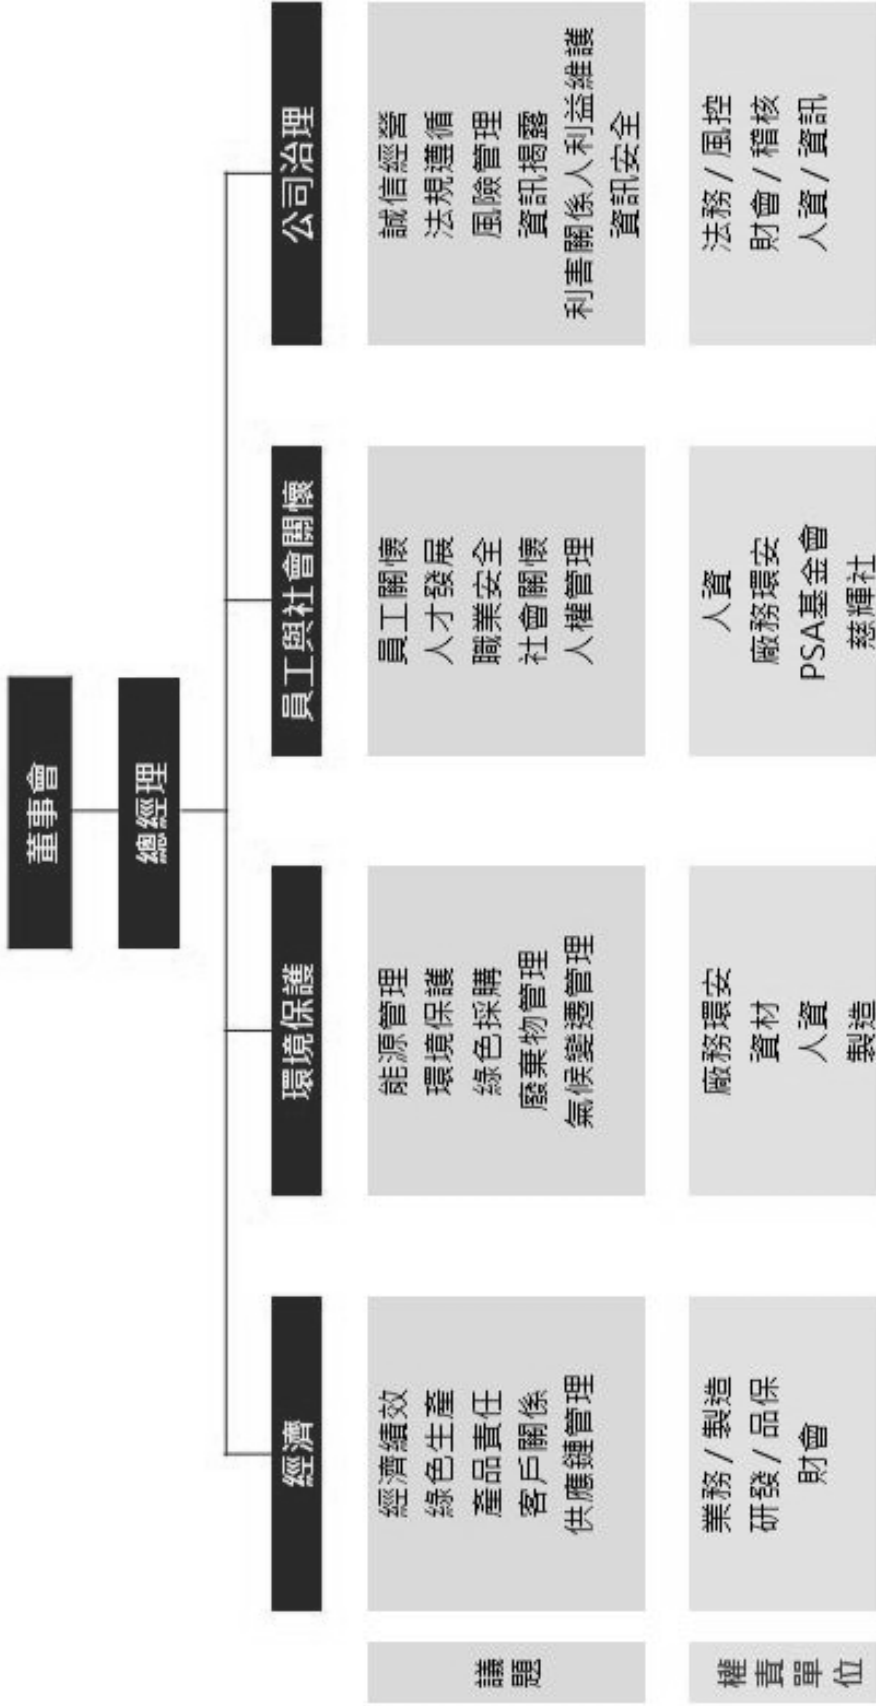 董事會
總經理
經濟
環境保護
員工與社會關懷
公司治理
議題
經濟績效
綠色生產
產品責任
客戶關係
供應鏈管理
能源管理
環境保護
綠色採購
廢棄物管理
氣候變遷管理
員工關懷
人才發展
職業安全
社會關懷
人權管理
誠信經營
法規遵循
風險管理
資訊揭露
利害關係人利益維護
資訊安全
權責單位
業務 / 製造
研發 / 品保
財會
廠務環安
資材
人資
製造
人資
廠務環安
PSA基金會
慈輝社
法務 / 風控
財會 / 稽核
人資 / 資訊